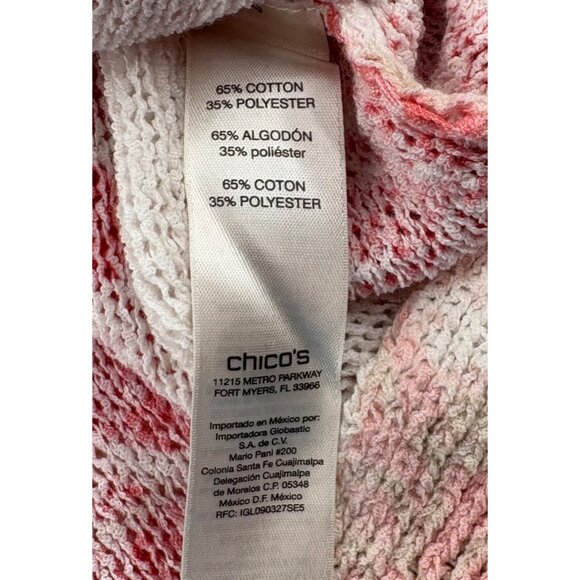 65% COTTON
35% POLYESTER
65% ALGODÓN
35% poliéster
65% COTON
35% POLYESTER
chico's
11215 METRO PARKWAY
FORT MYERS, FL 33966
Importado en México por:
Importadora Globastic
S.A. de C.V.
Mario Pani #200
Colonia Santa Fe Cuajimalpa
Delegación Cuajimalpa
de Morelos C.P. 05348
México D.F. México
RFC: IGL090327SE5